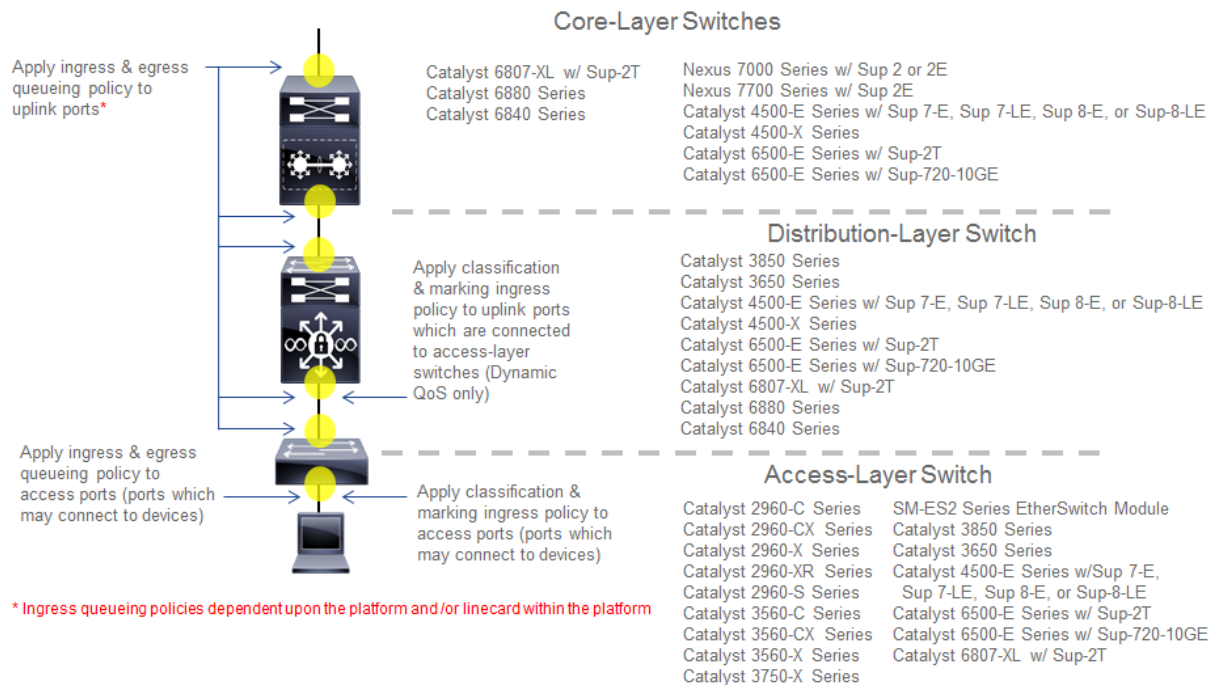 Core-Layer Switches
Apply ingress & egress
queueing policy to
uplink ports*
Catalyst 6807-XL w/ Sup-2T
Catalyst 6880 Series
Catalyst 6840 Series
Nexus 7000 Series w/ Sup 2 or 2E
Nexus 7700 Series w/ Sup 2E
Catalyst 4500-E Series w/ Sup 7-E, Sup 7-LE, Sup 8-E, or Sup-8-LE
Catalyst 4500-X Series
Catalyst 6500-E Series w/ Sup-2T
Catalyst 6500-E Series w/ Sup-720-10GE
Distribution-Layer Switch
Apply classification
& marking ingress
policy to uplink ports
which are connected
to access-layer
switches (Dynamic
QoS only)
Catalyst 3850 Series
Catalyst 3650 Series
Catalyst 4500-E Series w/ Sup 7-E, Sup 7-LE, Sup 8-E, or Sup-8-LE
Catalyst 4500-X Series
Catalyst 6500-E Series w/ Sup-2T
Catalyst 6500-E Series w/ Sup-720-10GE
Catalyst 6807-XL w/ Sup-2T
Catalyst 6880 Series
Catalyst 6840 Series
Apply ingress & egress
queueing policy to
access ports (ports which
may connect to devices)
Apply classification &
marking ingress policy to
access ports (ports which
may connect to devices)
Access-Layer Switch
Catalyst 2960-C Series
Catalyst 2960-CX Series
Catalyst 2960-X Series
Catalyst 2960-XR Series
Catalyst 2960-S Series
Catalyst 3560-C Series
Catalyst 3560-CX Series
Catalyst 3560-X Series
Catalyst 3750-X Series
SM-ES2 Series EtherSwitch Module
Catalyst 3850 Series
Catalyst 3650 Series
Catalyst 4500-E Series w/Sup 7-E,
Sup 7-LE, Sup 8-E, or Sup-8-LE
Catalyst 6500-E Series w/ Sup-2T
Catalyst 6500-E Series w/ Sup-720-10GE
Catalyst 6807-XL w/ Sup-2T
* Ingress queueing policies dependent upon the platform and /or linecard within the platform